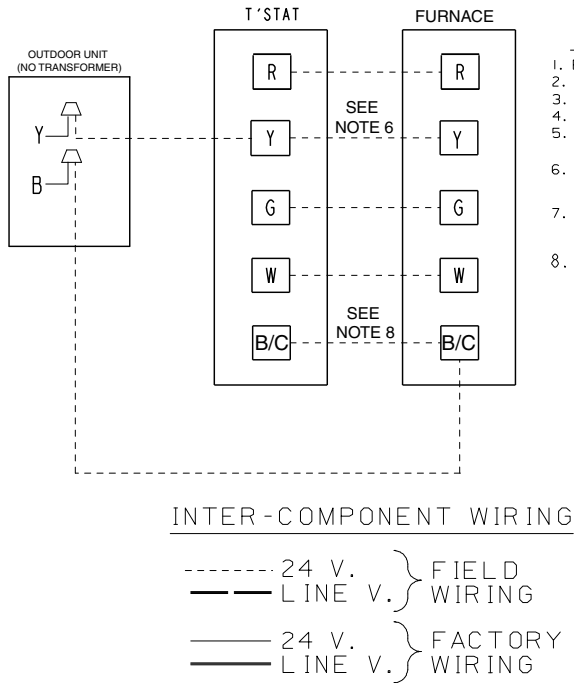 T'STAT
FURNACE
OUTDOOR UNIT
(NO TRANSFORMER)
R
R
SEE
NOTE 6
Y
Y
Y
B
G
G
W
W
SEE
NOTE 8
B/C
B/C
1.
2.
3.
4.
5.
6.
7.
8.
INTER-COMPONENT WIRING
24 V.
LINE V.
FIELD
WIRING
24 V.
LINE V.
FACTORY
WIRING